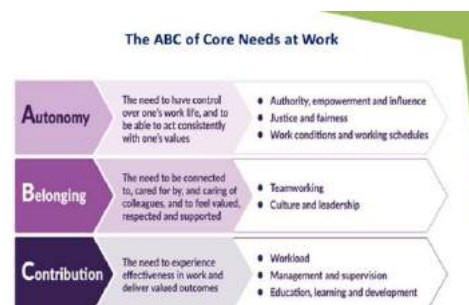 The ABC of Core Needs at Work
Autonomy
The need to have control
over one's work life, and to
be able to act consistently
with one's values
• Authority, empowerment and influence
• Justice and fairness
• Work conditions and working schedules
Belonging
The need to be connected
to, cared for by, and caring of
colleagues, and to feel valued,
respected and supported
• Teamworking
• Culture and leadership
Contribution
The need to experience
effectiveness in work and
deliver valued outcomes
• Workload
• Management and supervision
• Education, learning and development